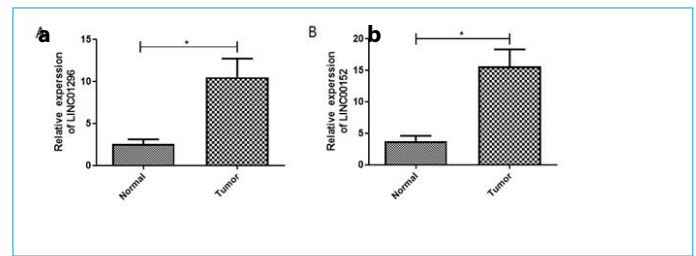 A
a
15
10
5
0
Relative experssion
of LINC01296
*
Normal
Tumor
B
b
20
15
10
5
0
Relative experssion
of LINC00152
*
Normal
Tumor